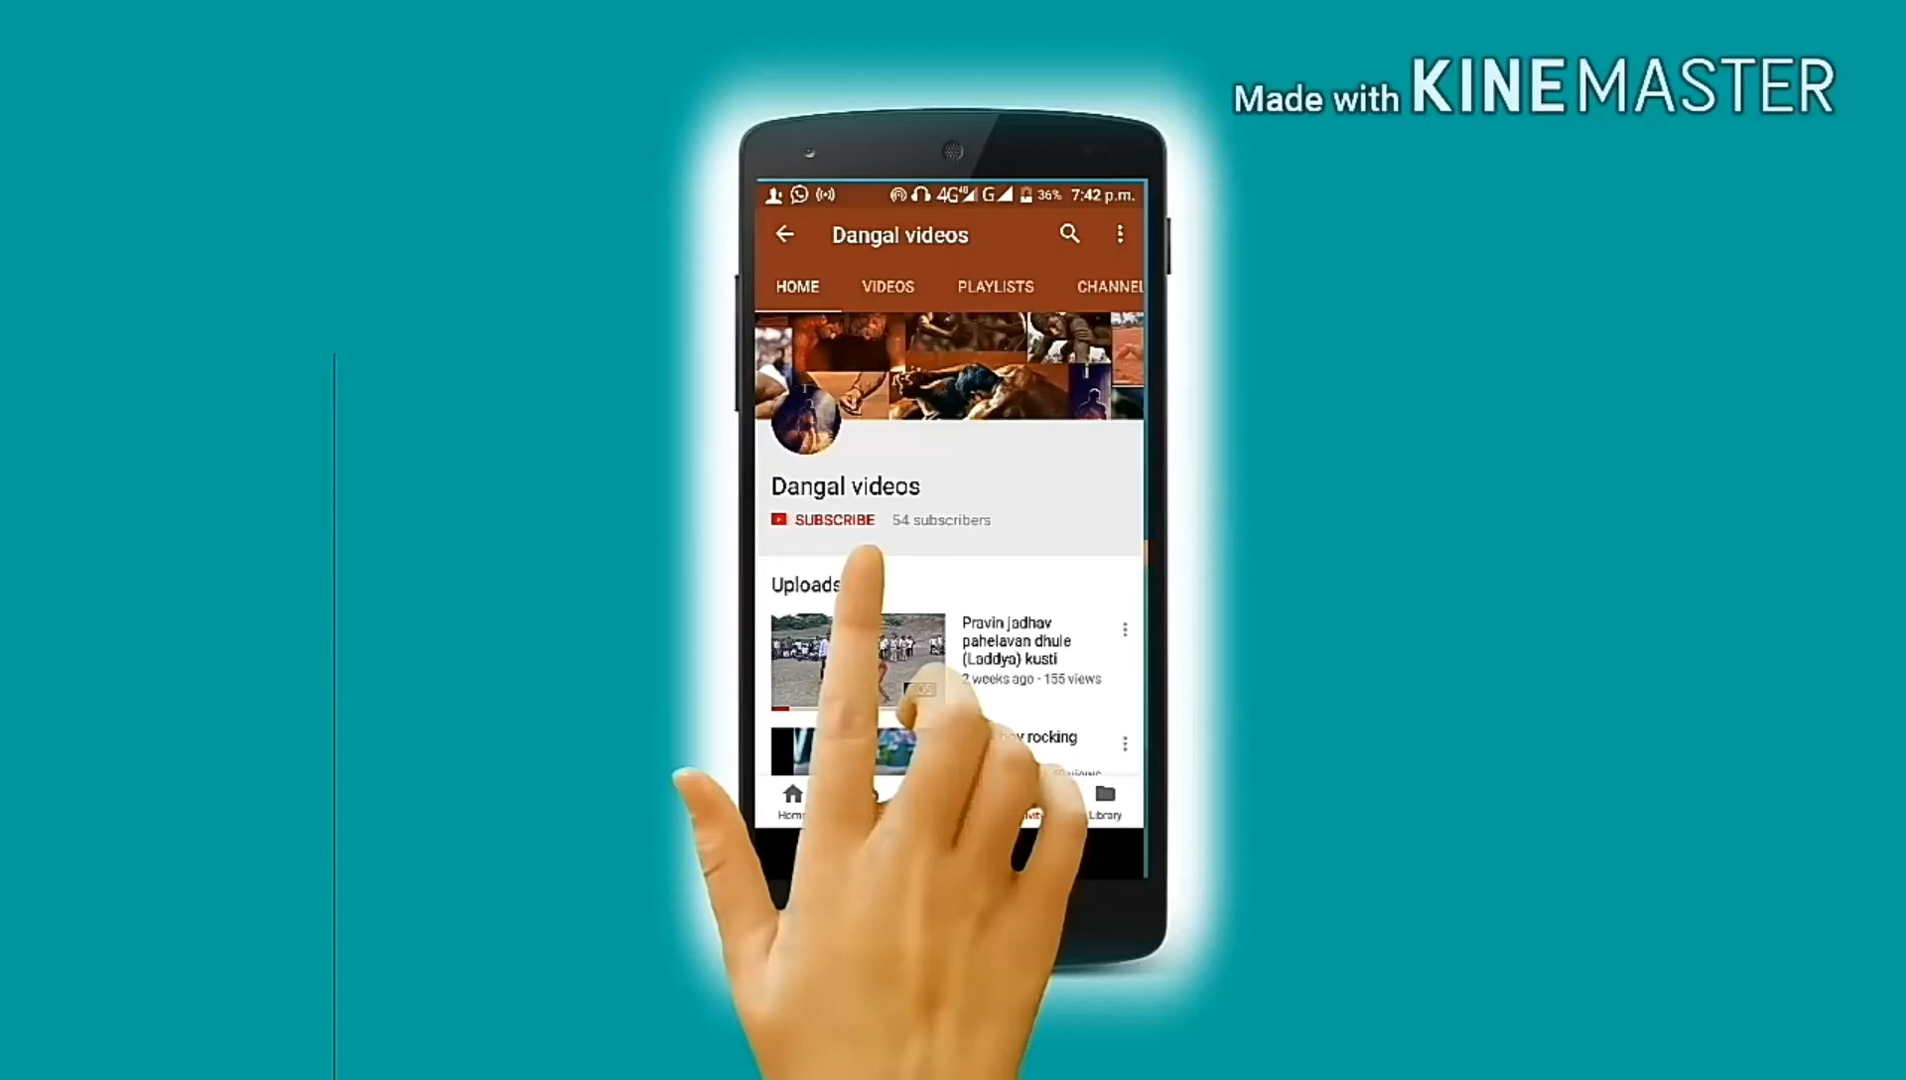 Made with KINEMASTER
4G 4G G 36% 7:42 p.m.
Dangal videos
HOME VIDEOS PLAYLISTS CHANNEL
Dangal videos
SUBSCRIBE 54 subscribers
Uploads
Pravin jadhav
pahelavan dhule
(Laddya) kusti
2 weeks ago - 155 views
rocking
Library